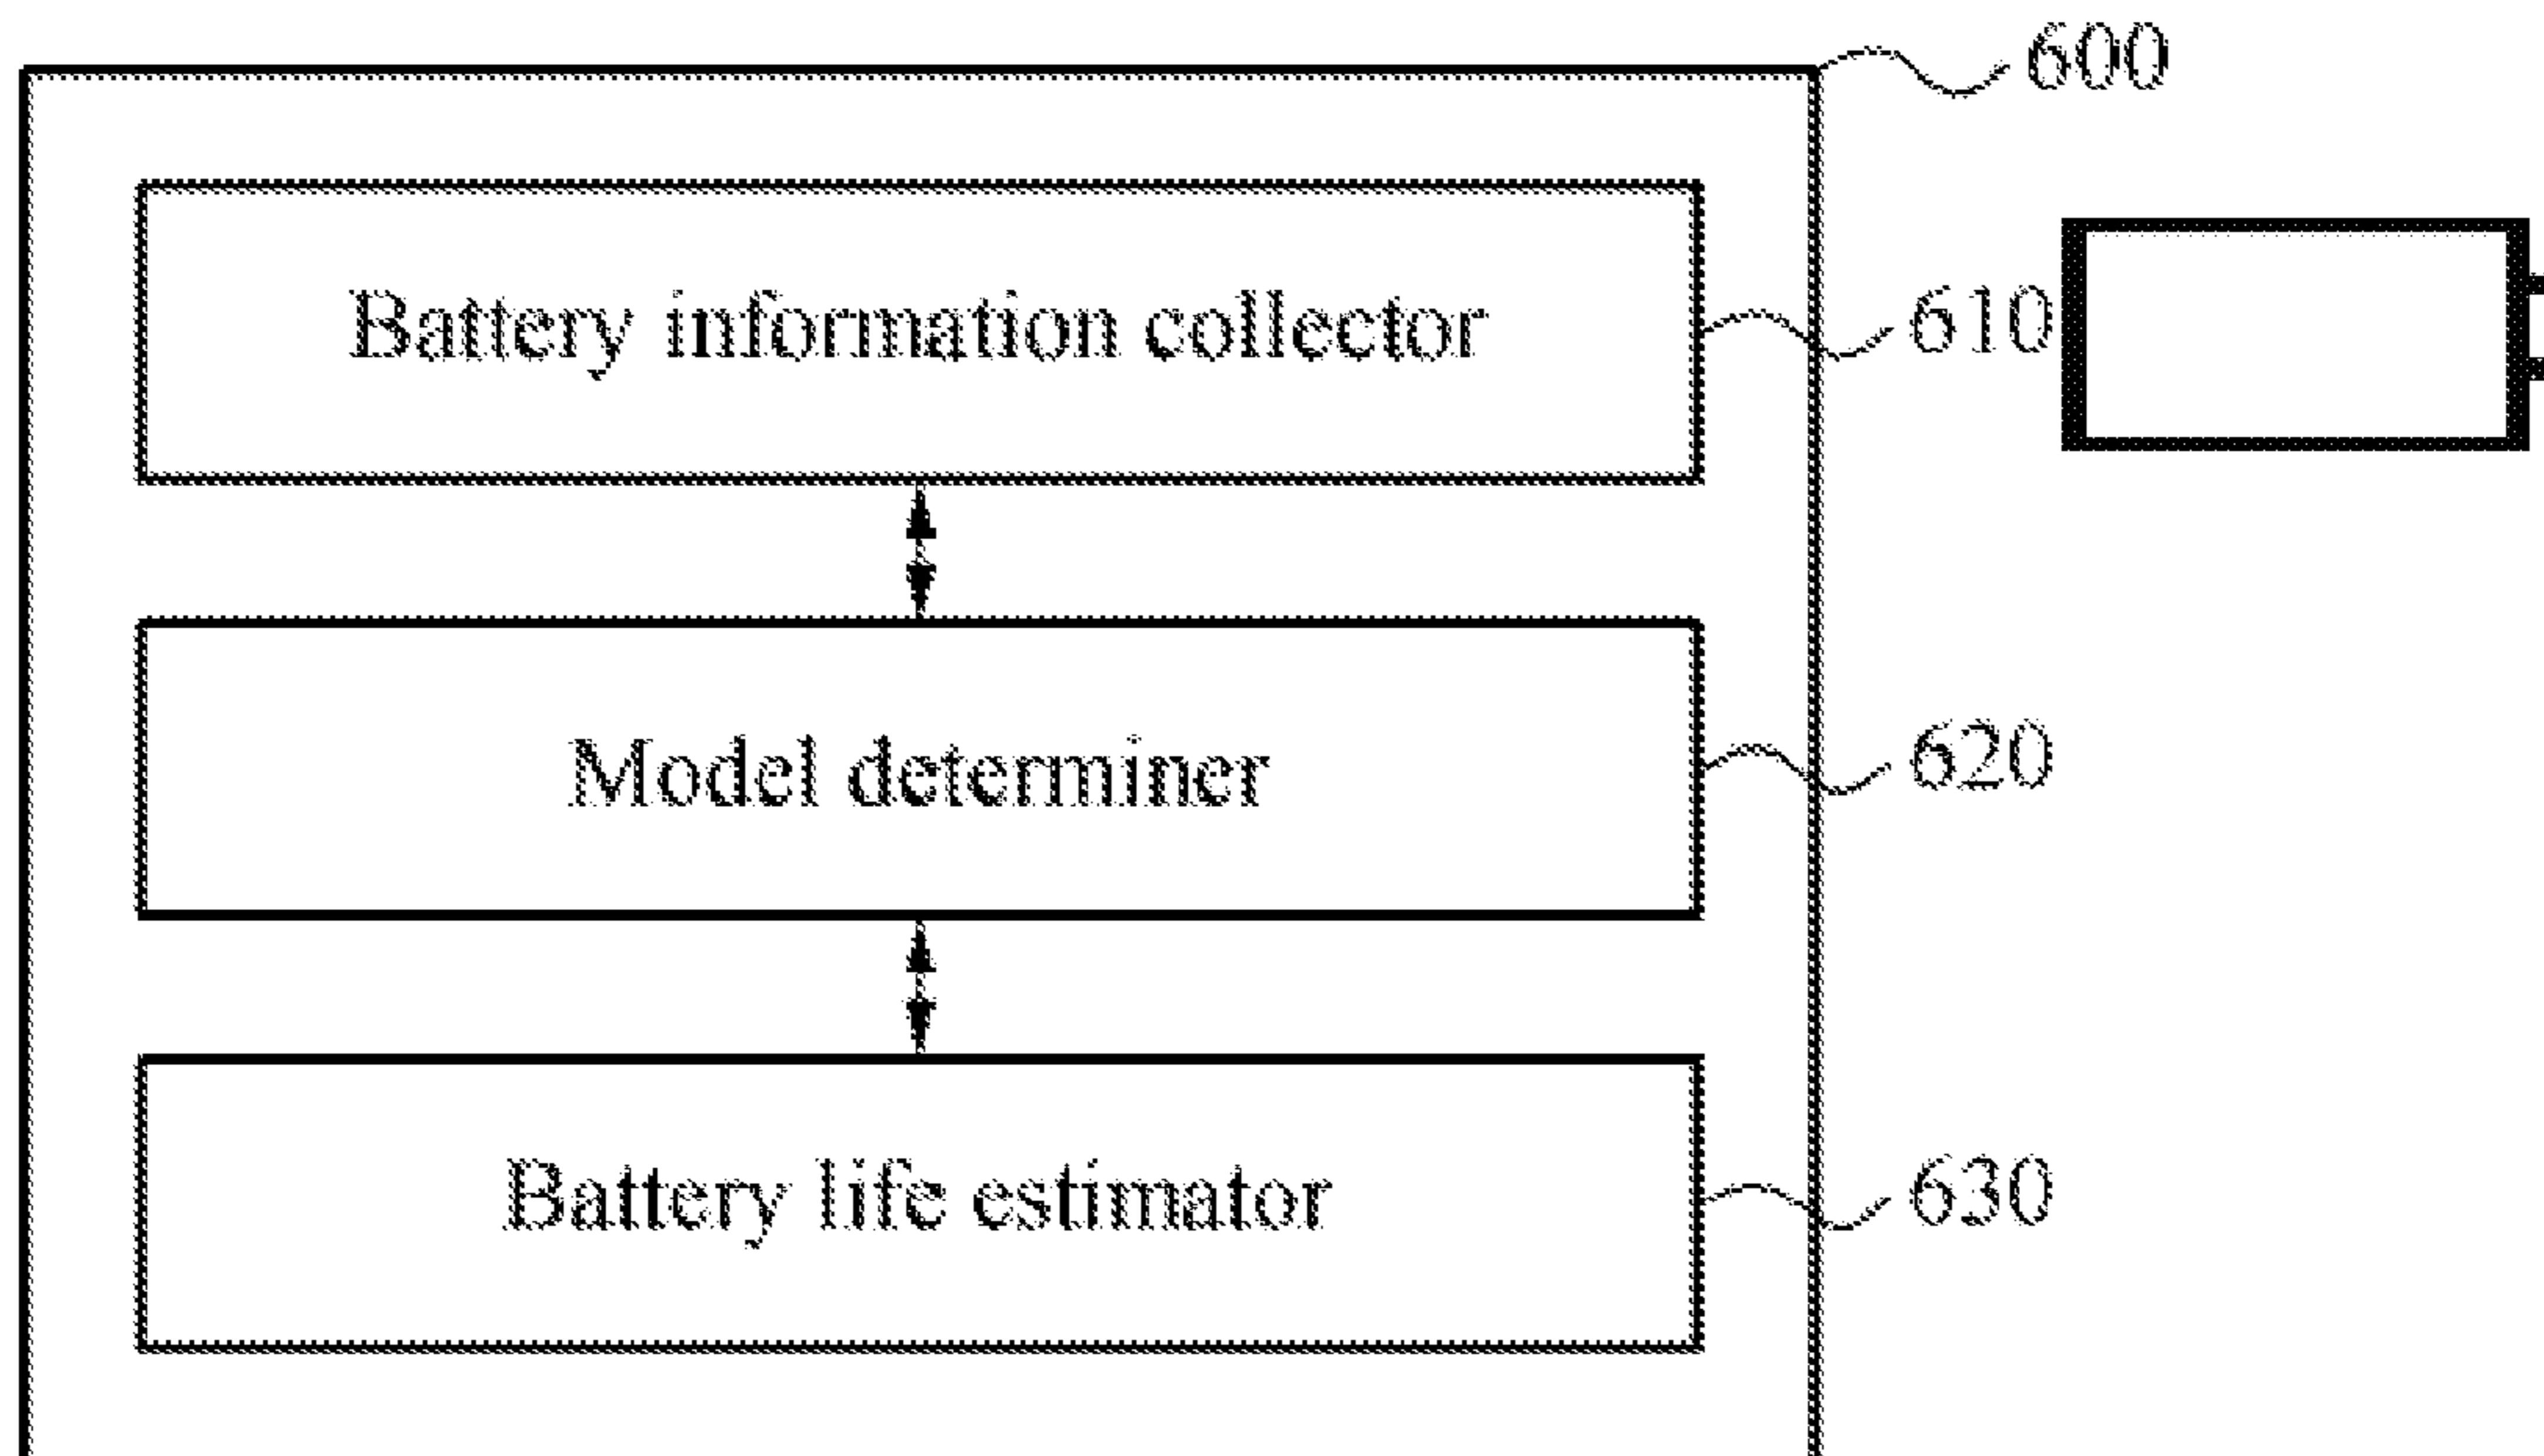 600
Battery information collector 610
Model determiner 620
Battery life estimator 630